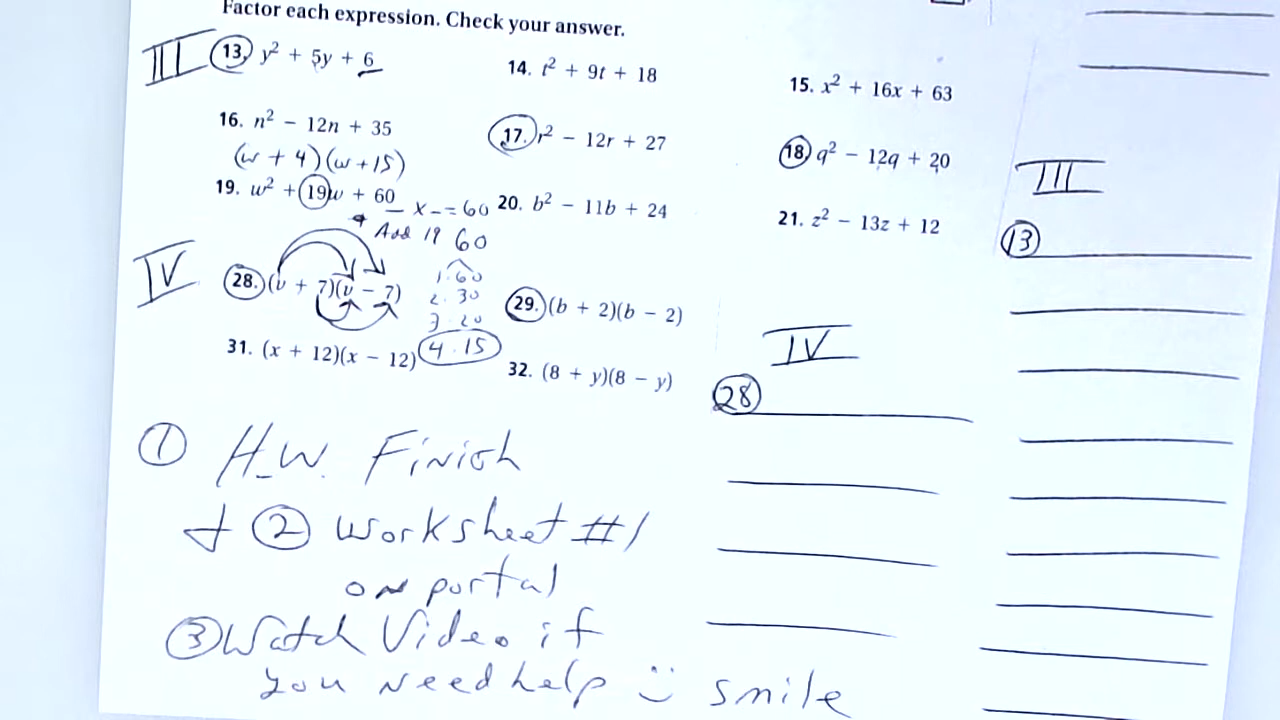 Factor each expression. Check your answer.
III 13. y² + 5y + 6
14. t² + 9t + 18
15. x² + 16x + 63
16. n² − 12n + 35
17. r² − 12r + 27
18. q² − 12q + 20
(w + 4)(w + 15)
19. w² + 19w + 60
_ x _ = 60
Add 19
20. b² − 11b + 24
21. z² − 13z + 12
60
1·60
2·30
3·20
4·15
IV 28. (v + 7)(v − 7)
29. (b + 2)(b − 2)
31. (x + 12)(x − 12)
32. (8 + y)(8 − y)
III
13
IV
28
① H.W. Finish
+ ② Worksheet #1
on portal
③ Watch Video if
you need help smile